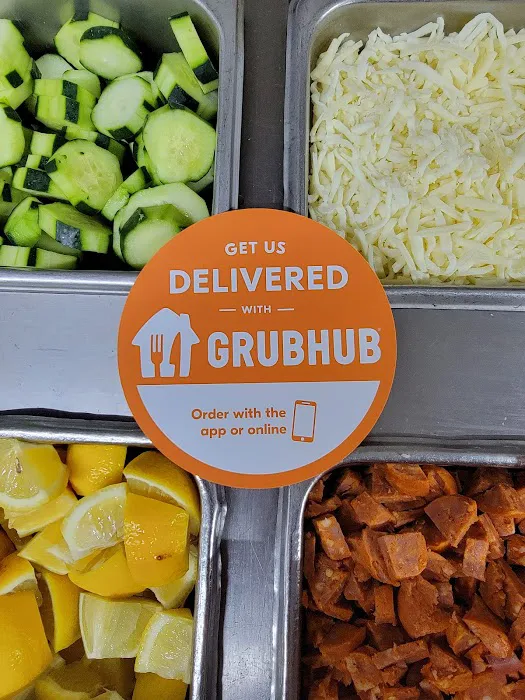 GET US
DELIVERED
— WITH —
GRUBHUB
Order with the
app or online